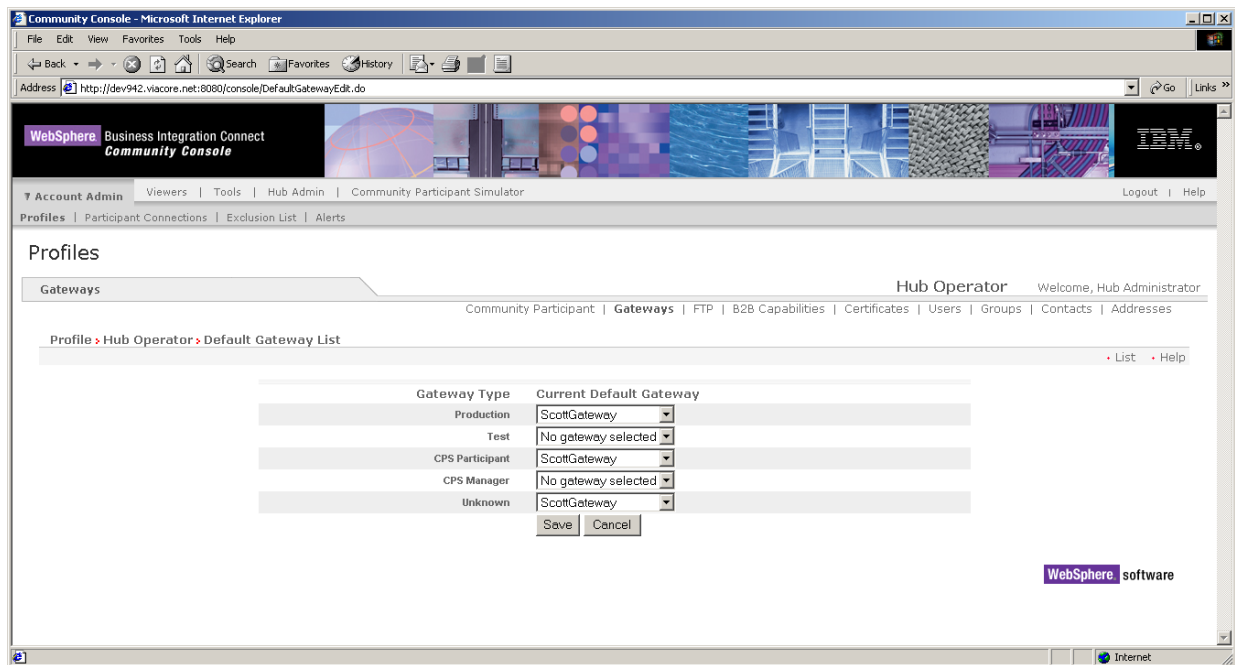 Community Console - Microsoft Internet Explorer
File Edit View Favorites Tools Help
Back Search Favorites History
Address http://dev942.viacore.net:8080/console/DefaultGatewayEdit.do Go Links »
WebSphere. Business Integration Connect
Community Console
IBM®
Account Admin Viewers | Tools | Hub Admin | Community Participant Simulator Logout | Help
Profiles | Participant Connections | Exclusion List | Alerts
Profiles
Gateways Hub Operator Welcome, Hub Administrator
Community Participant | Gateways | FTP | B2B Capabilities | Certificates | Users | Groups | Contacts | Addresses
Profile › Hub Operator › Default Gateway List
• List • Help
Gateway Type Current Default Gateway
Production ScottGateway
Test No gateway selected
CPS Participant ScottGateway
CPS Manager No gateway selected
Unknown ScottGateway
Save Cancel
WebSphere. software
Internet